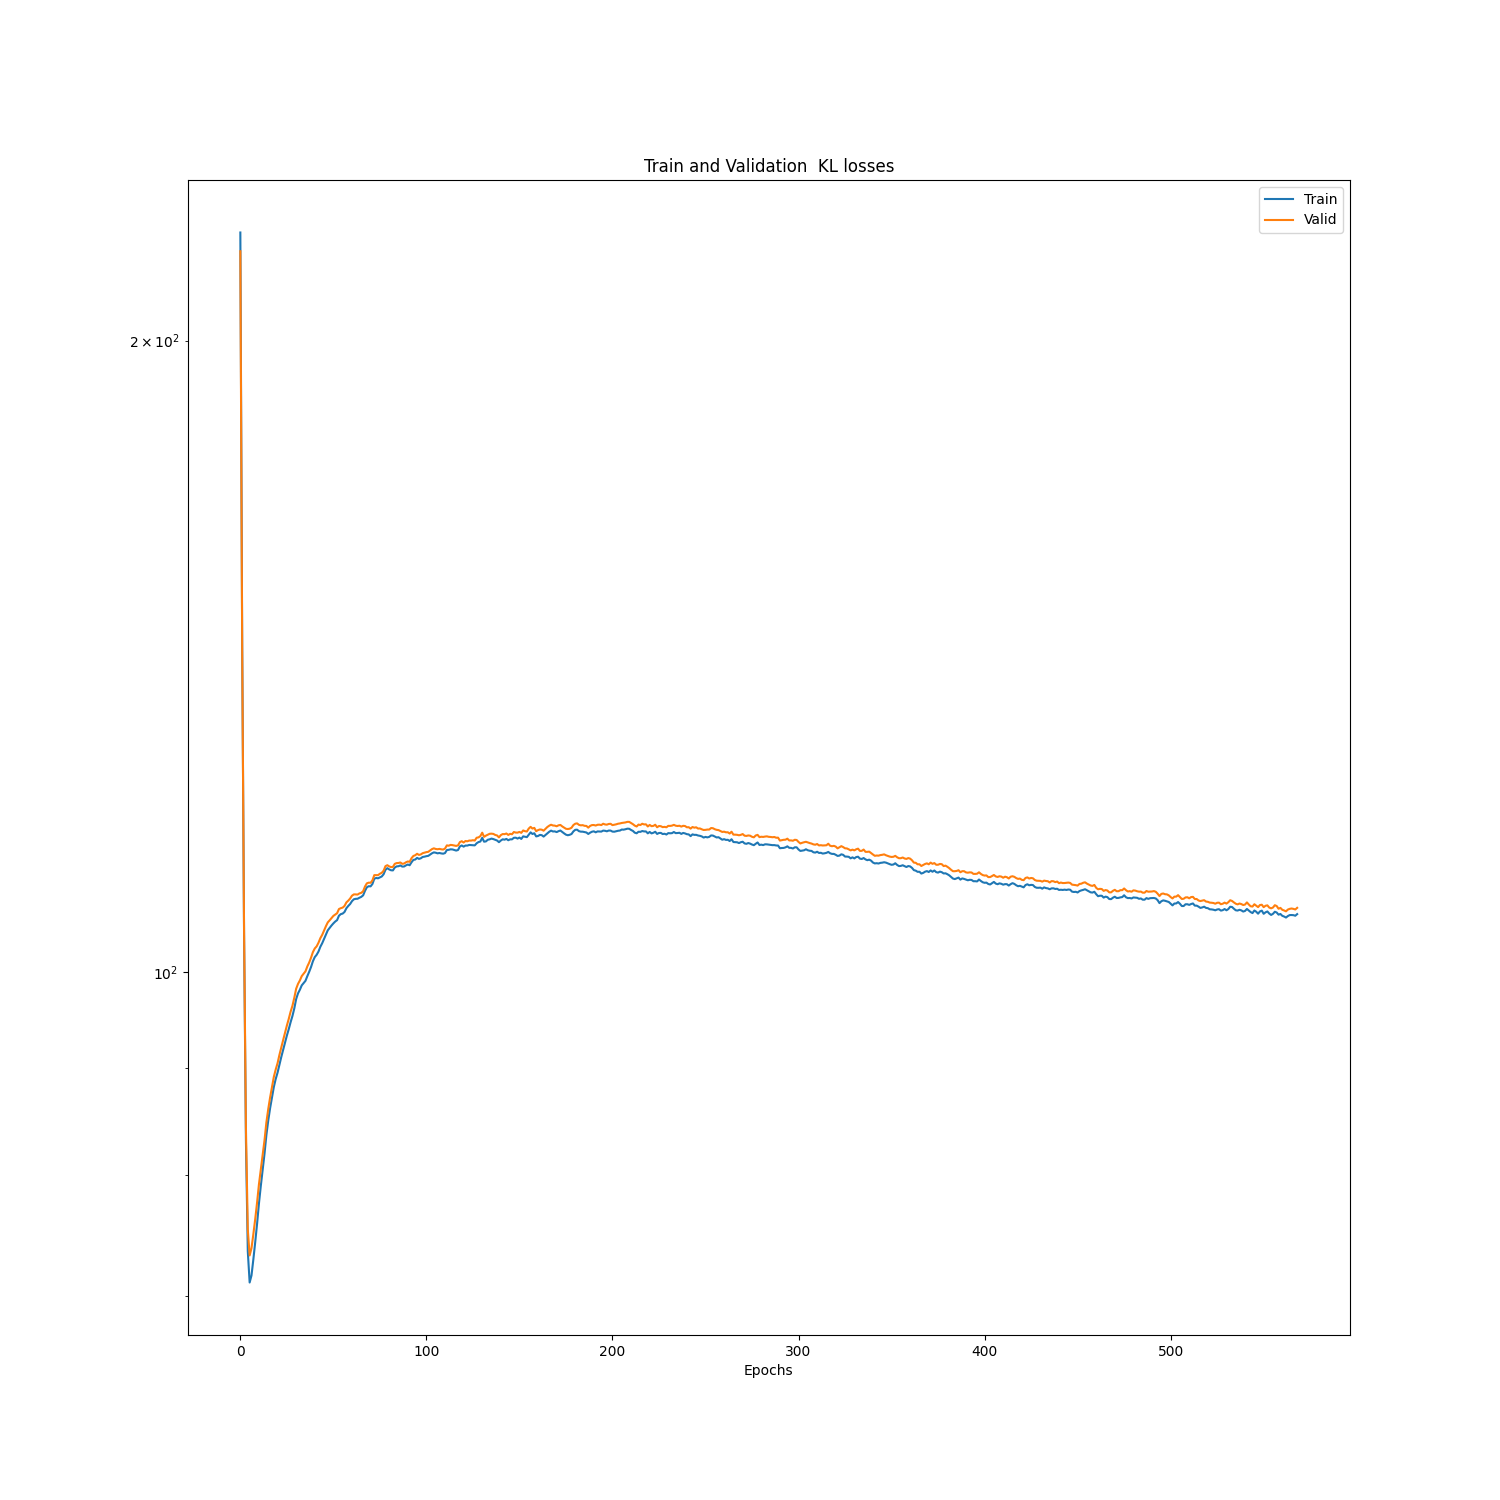 Train and Validation  KL losses
Train
Valid
2 × 10²
10²
0 100 200 300 400 500
Epochs